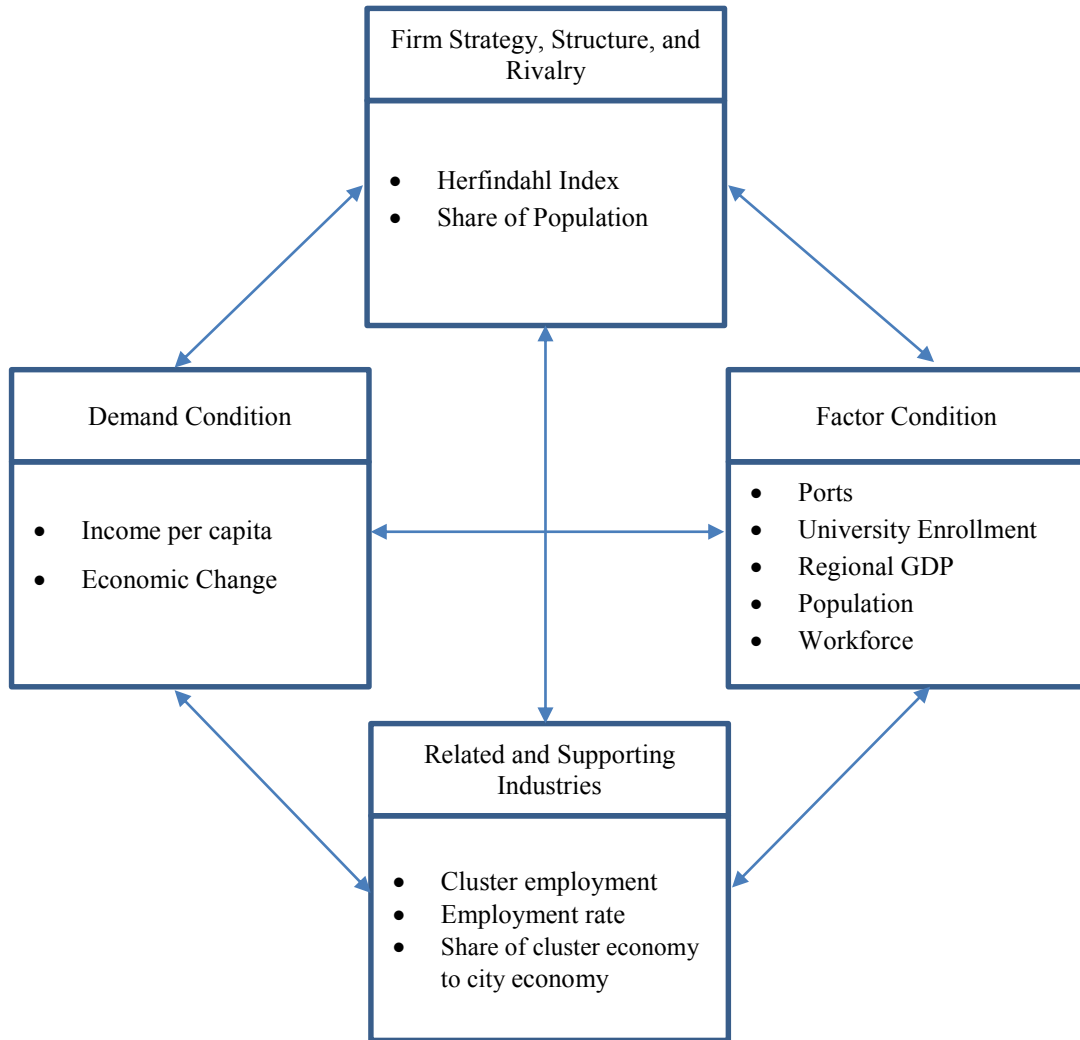 Firm Strategy, Structure, and
Rivalry
• Herfindahl Index
• Share of Population
Demand Condition
• Income per capita
• Economic Change
Factor Condition
• Ports
• University Enrollment
• Regional GDP
• Population
• Workforce
Related and Supporting
Industries
• Cluster employment
• Employment rate
• Share of cluster economy
to city economy